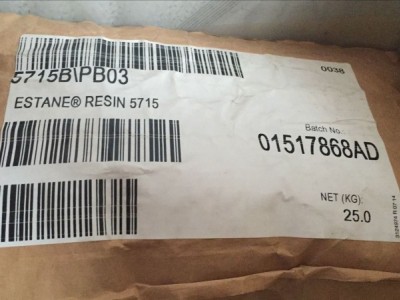 5715B\PB03
0038
ESTANE® RESIN 5715
Batch No.
01517868AD
NET (KG):
25.0